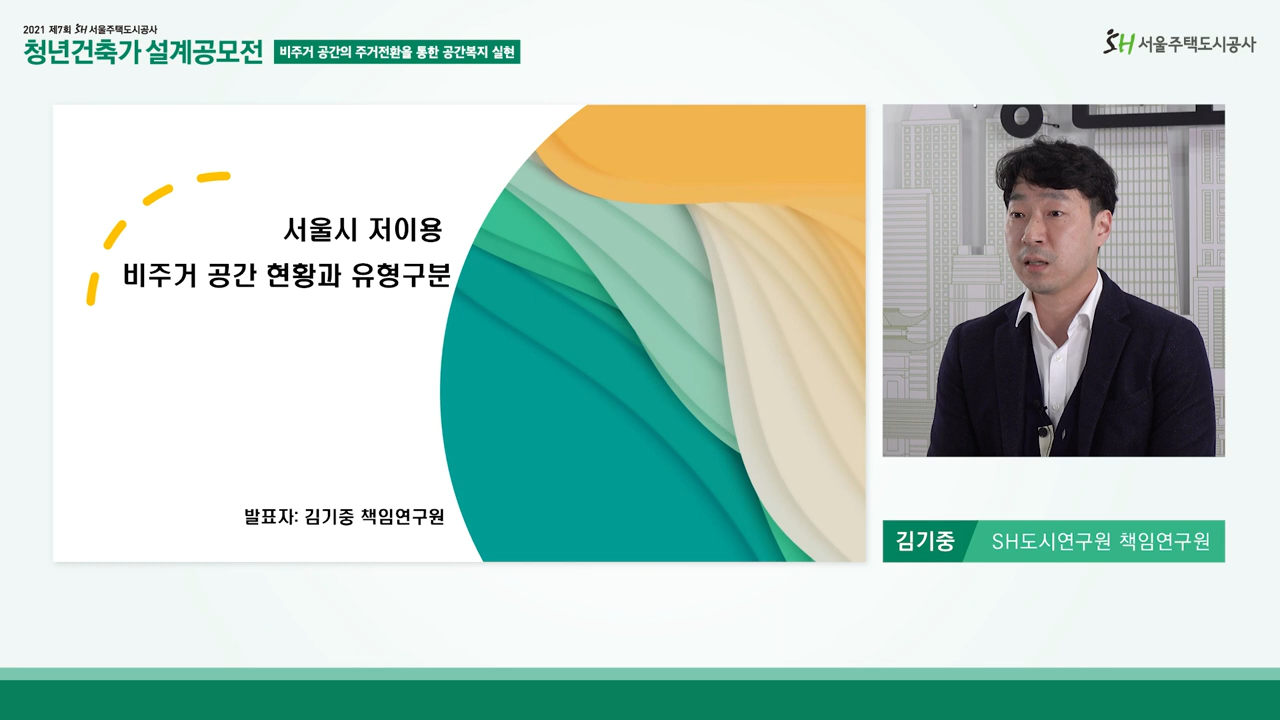 2021 제7회 SH 서울주택도시공사
청년건축가 설계공모전 비주거 공간의 주거전환을 통한 공간복지 실현
SH 서울주택도시공사
서울시 저이용
비주거 공간 현황과 유형구분
발표자: 김기중 책임연구원
김기중 SH도시연구원 책임연구원